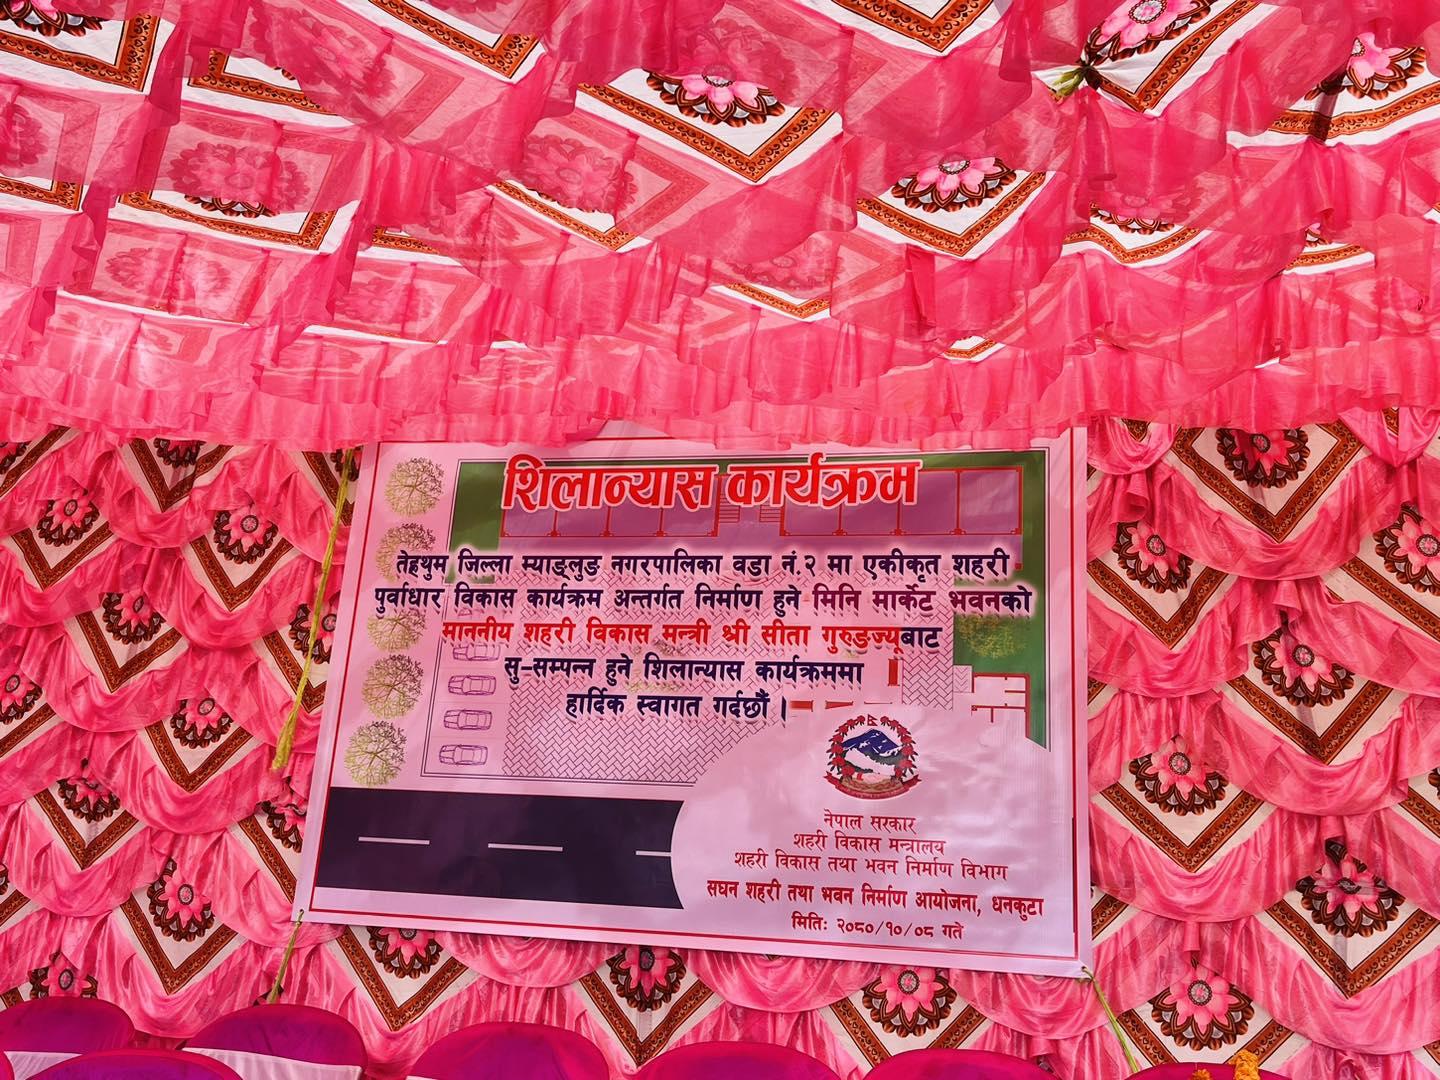 शिलान्यास कार्यक्रम
तेह्रथुम जिल्ला म्याङ्लुङ नगरपालिका वडा नं.२ मा एकीकृत शहरी
पुर्वाधार विकास कार्यक्रम अन्तर्गत निर्माण हुने मिनि मार्केट भवनको
माननीय शहरी विकास मन्त्री श्री सीता गुरुङज्यूबाट
सु-सम्पन्न हुने शिलान्यास कार्यक्रममा
हार्दिक स्वागत गर्दछौं ।
नेपाल सरकार
शहरी विकास मन्त्रालय
शहरी विकास तथा भवन निर्माण विभाग
सघन शहरी तथा भवन निर्माण आयोजना, धनकुटा
मितिः २०८०/१०/०८ गते